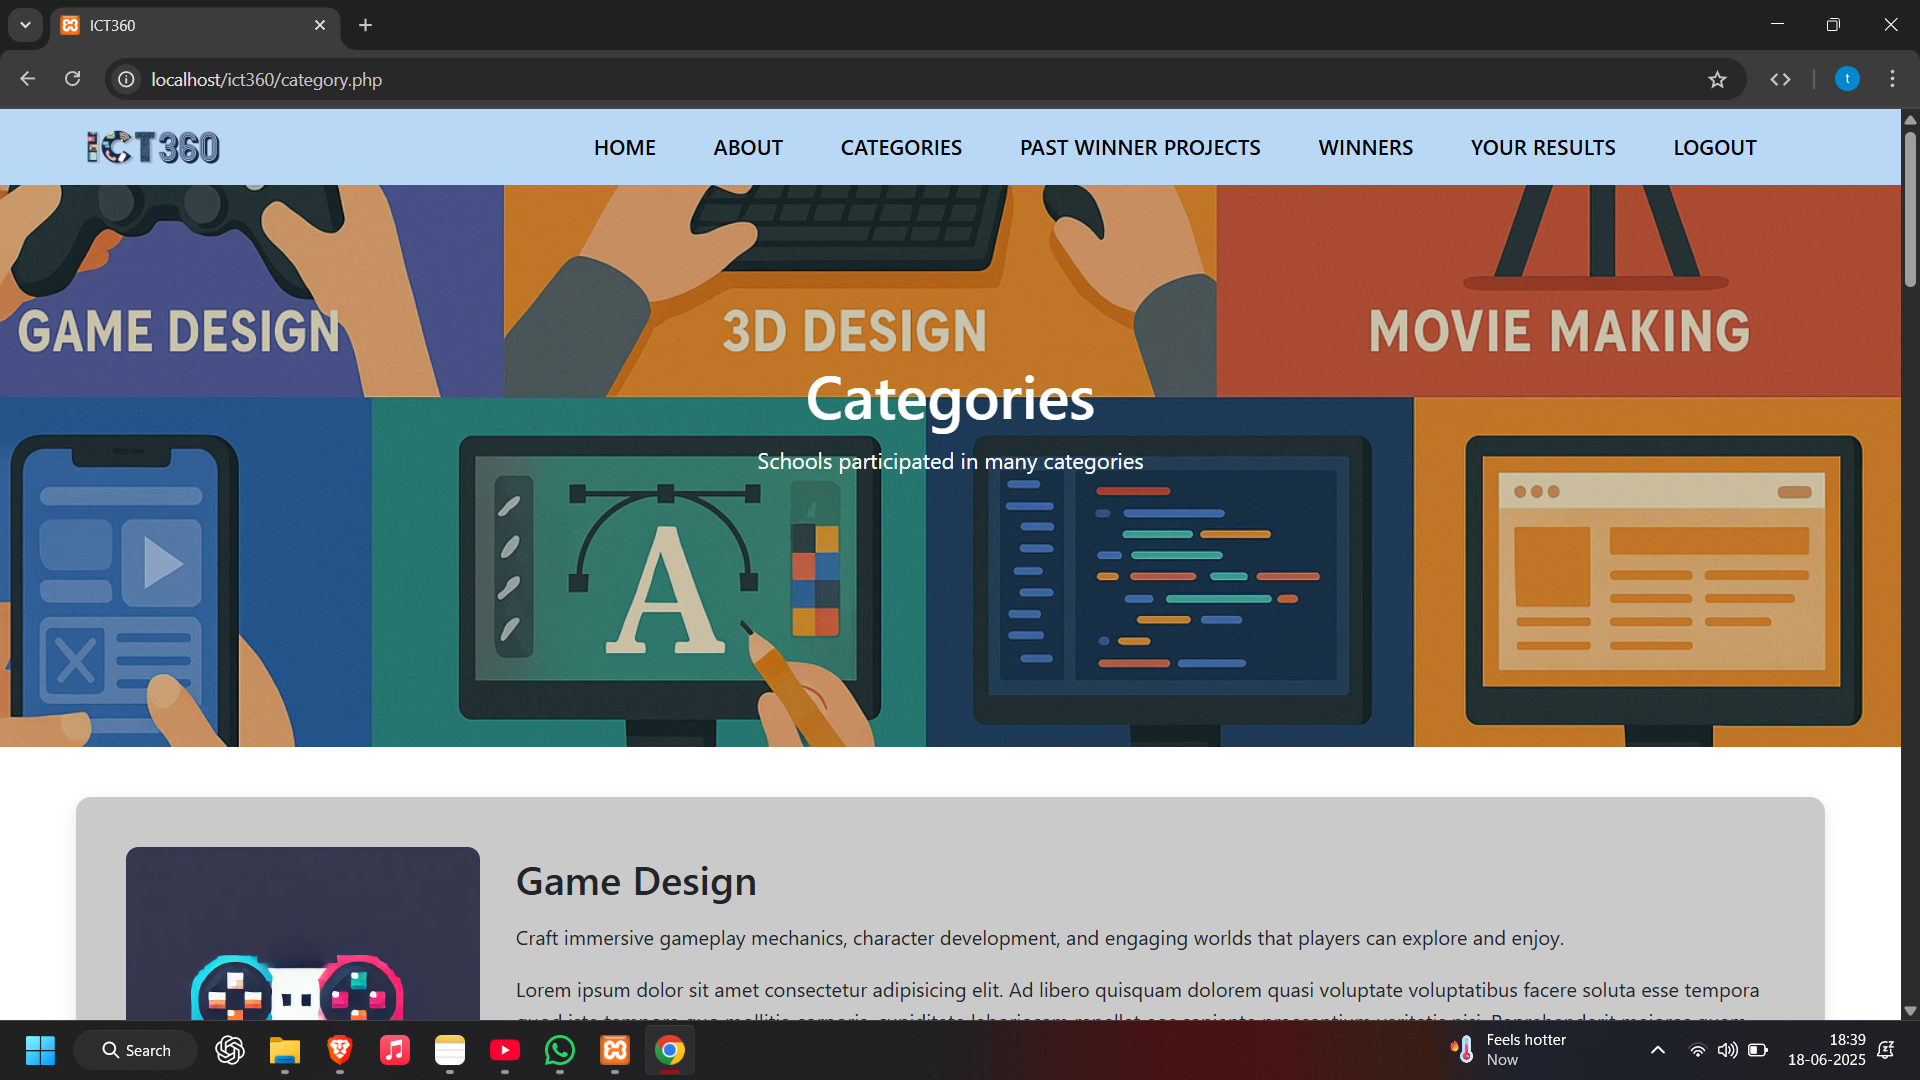 ICT360
localhost/ict360/category.php
t
ICT360
HOME ABOUT CATEGORIES PAST WINNER PROJECTS WINNERS YOUR RESULTS LOGOUT
GAME DESIGN 3D DESIGN MOVIE MAKING
Categories
Schools participated in many categories
A
Game Design
Craft immersive gameplay mechanics, character development, and engaging worlds that players can explore and enjoy.
Lorem ipsum dolor sit amet consectetur adipisicing elit. Ad libero quisquam dolorem quasi voluptate voluptatibus facere soluta esse tempora
Search
Feels hotter
Now
18:39
18-06-2025